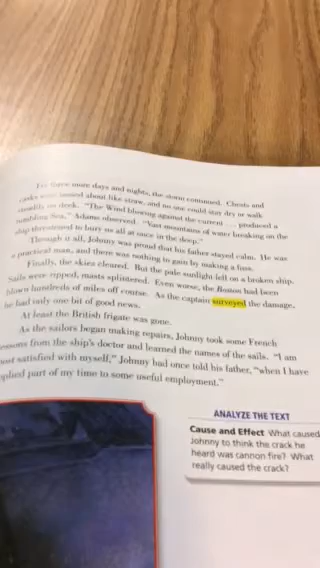 For three more days and nights, the storm continued. Chests and
casks were tossed about like straw, and no one could stay dry or walk
steadily on deck. "The Wind blowing against the current . . . produced a
tumbling Sea," Adams observed. "Vast mountains of water breaking on the
ship threatened to bury us all at once in the deep."
Through it all, Johnny was proud that his father stayed calm. He was
a practical man, and there was nothing to gain by making a fuss.
Finally, the skies cleared. But the pale sunlight fell on a broken ship.
Sails were ripped, masts splintered. Even worse, the Boston had been
blown hundreds of miles off course. As the captain surveyed the damage,
he had only one bit of good news.
At least the British frigate was gone.
As the sailors began making repairs, Johnny took some French
essons from the ship's doctor and learned the names of the sails. "I am
ost satisfied with myself," Johnny had once told his father, "when I have
pplied part of my time to some useful employment."
ANALYZE THE TEXT
Cause and Effect What caused
Johnny to think the crack he
heard was cannon fire? What
really caused the crack?